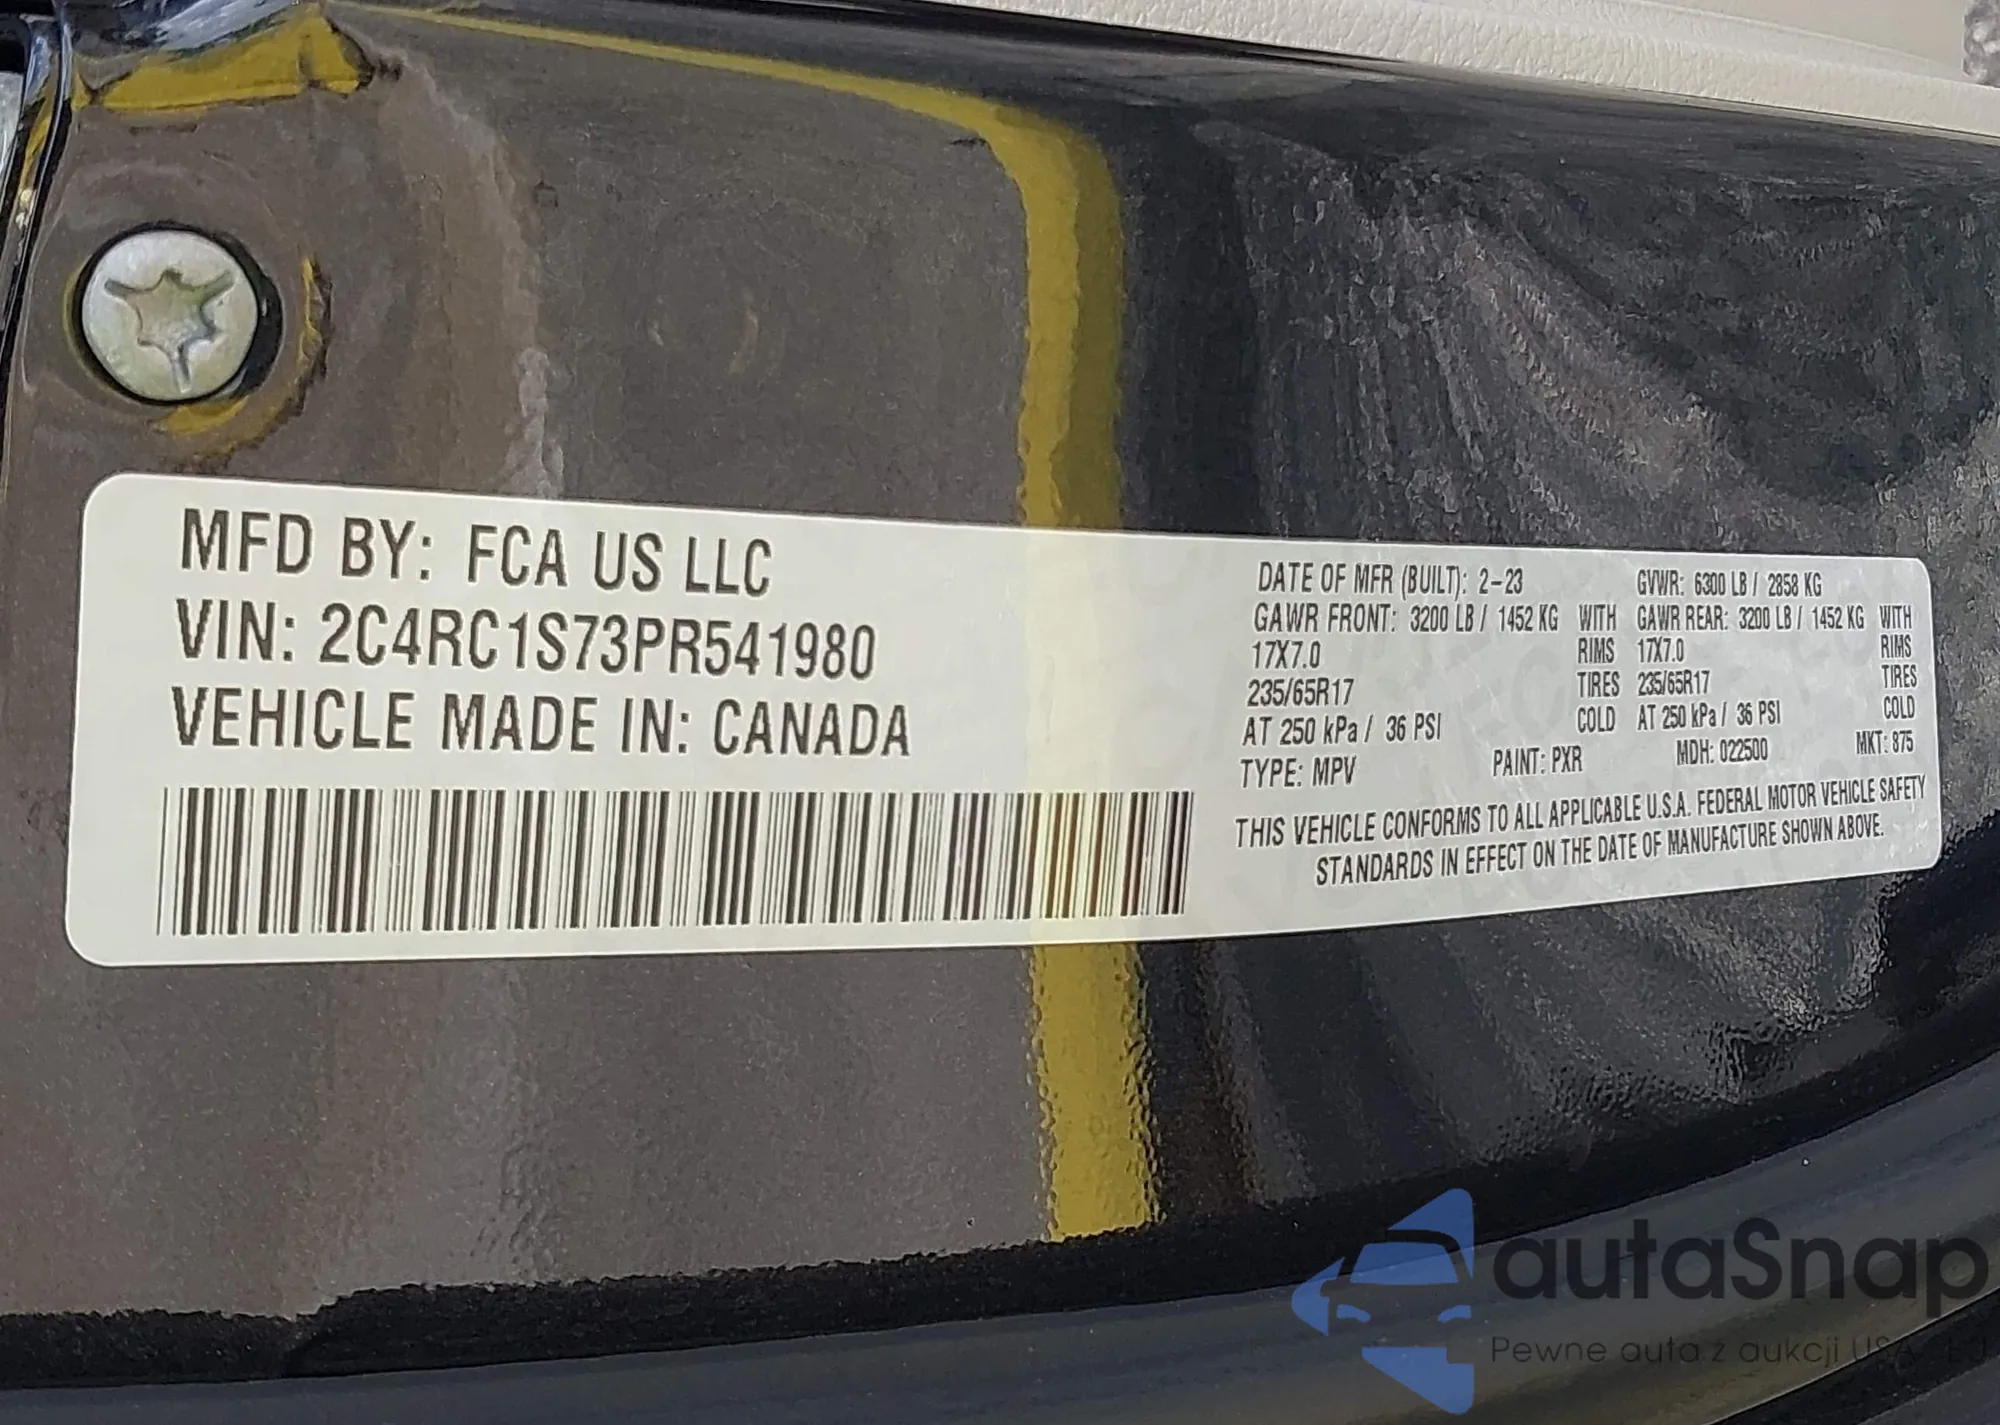 MFD BY: FCA US LLC
VIN: 2C4RC1S73PR541980
VEHICLE MADE IN: CANADA
DATE OF MFR (BUILT): 2-23 GVWR: 6300 LB / 2858 KG
GAWR FRONT: 3200 LB / 1452 KG WITH GAWR REAR: 3200 LB / 1452 KG WITH
17X7.0 RIMS 17X7.0 RIMS
235/65R17 TIRES 235/65R17 TIRES
AT 250 kPa / 36 PSI COLD AT 250 kPa / 36 PSI COLD
TYPE: MPV PAINT: PXR MDH: 022500 MKT: 875
THIS VEHICLE CONFORMS TO ALL APPLICABLE U.S.A. FEDERAL MOTOR VEHICLE SAFETY
STANDARDS IN EFFECT ON THE DATE OF MANUFACTURE SHOWN ABOVE.
autaSnap
Pewne auta z aukcji USA